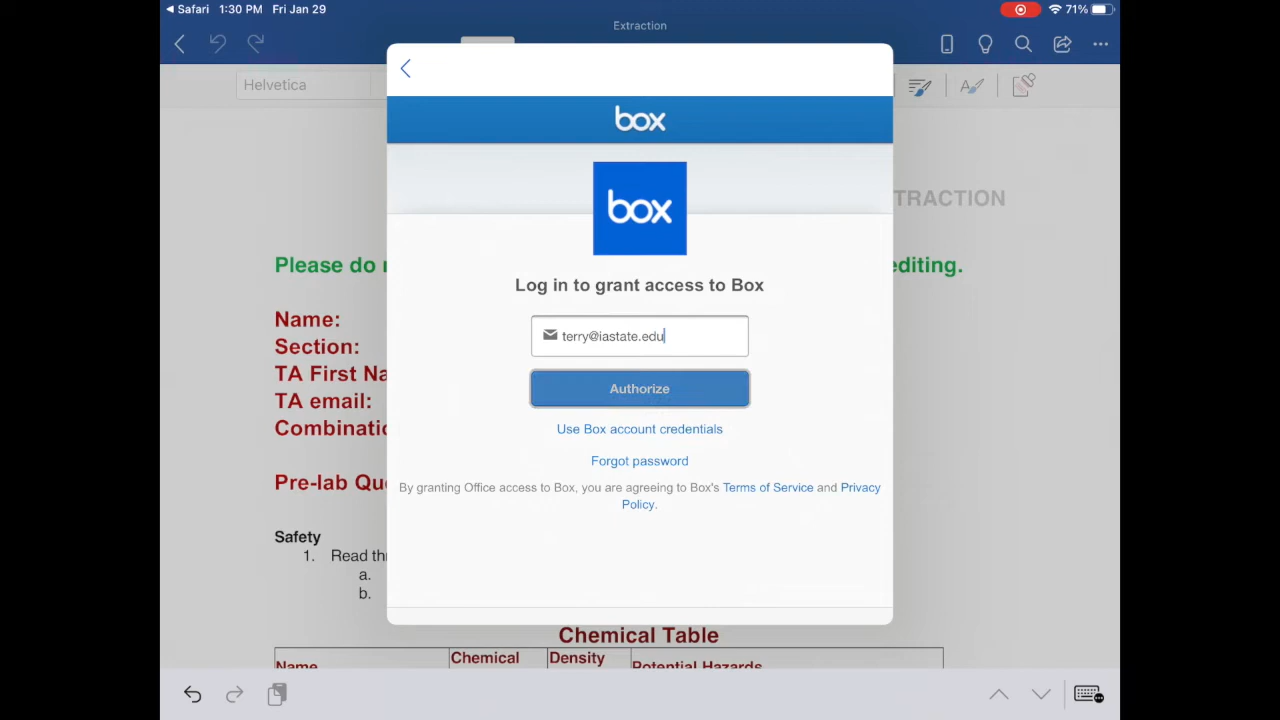 Safari 1:30 PM Fri Jan 29 71%
Extraction
Helvetica
box
TRACTION
box
Please do editing.
Log in to grant access to Box
Name:
terry@iastate.edu
Section:
TA First Na
Authorize
TA email:
Combinatio
Use Box account credentials
Forgot password
Pre-lab Qu
By granting Office access to Box, you are agreeing to Box's Terms of Service and Privacy
Policy.
Safety
1. Read thr
a.
b.
Chemical Table
Chemical Density
Name Potential Hazards